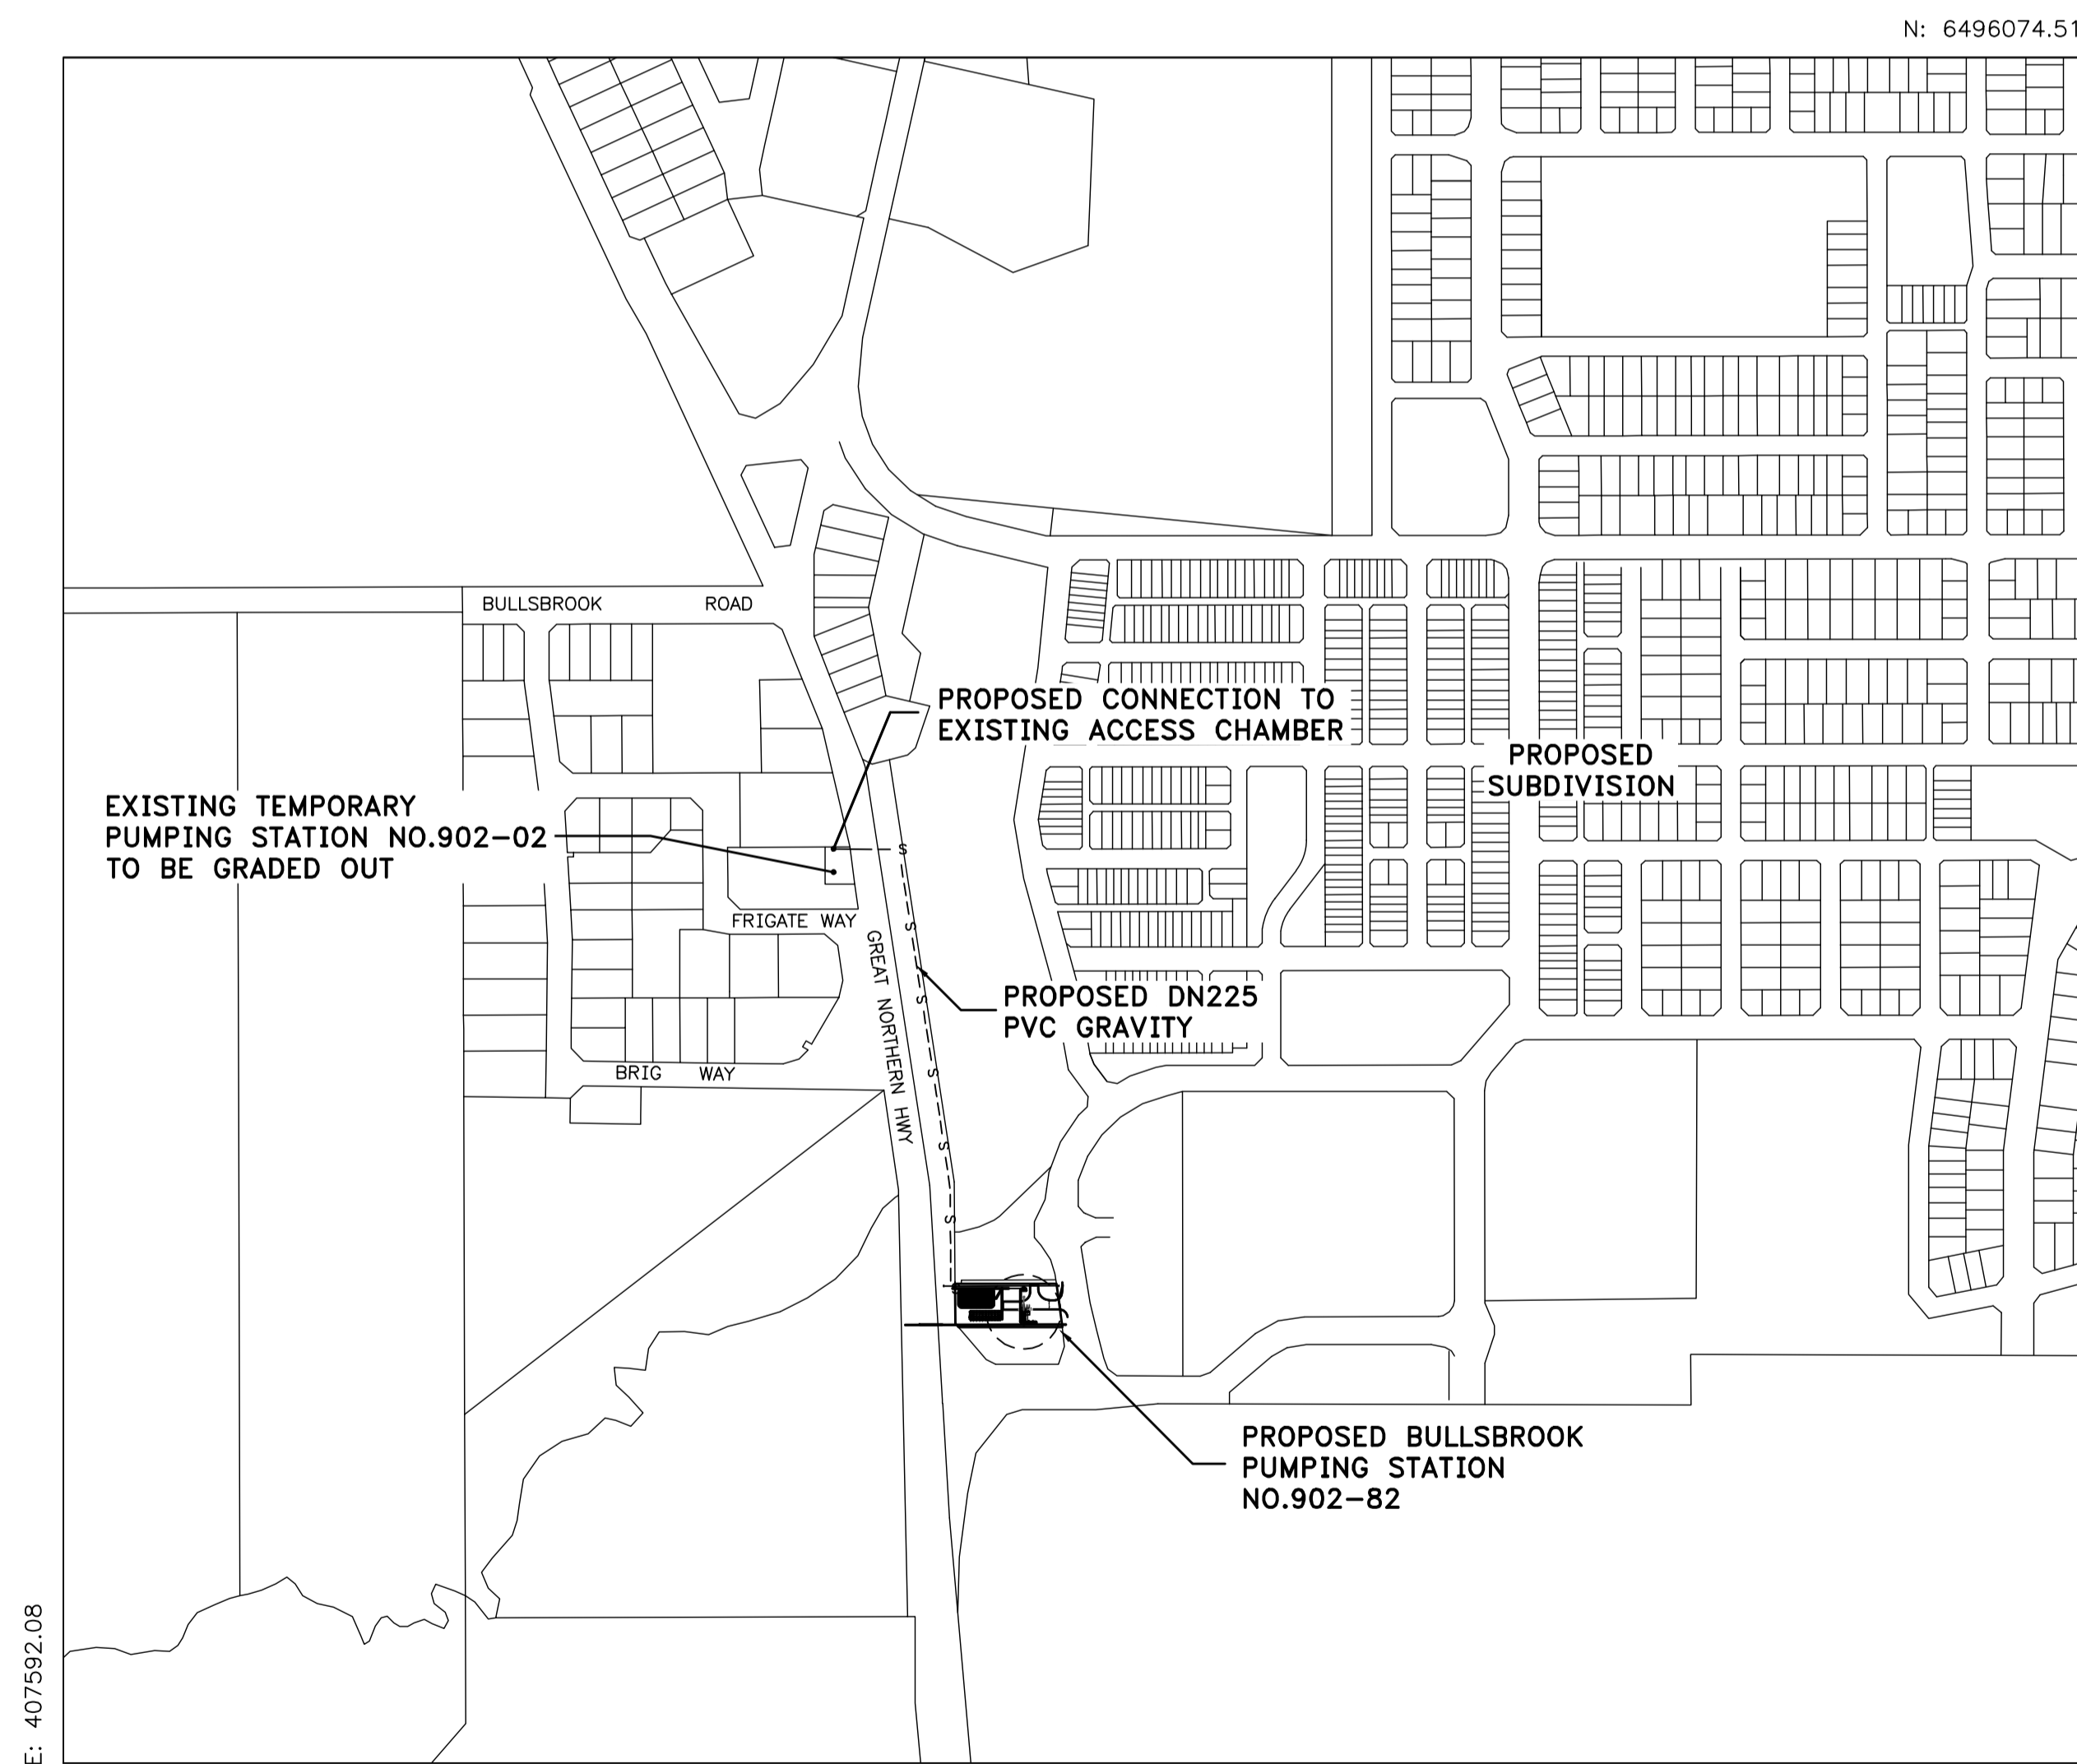 N: 6496074.51
BULLSBROOK ROAD
PROPOSED CONNECTION TO
EXISTING ACCESS CHAMBER
PROPOSED
SUBDIVISION
EXISTING TEMPORARY
PUMPING STATION NO.902-02
TO BE GRADED OUT
S
FRIGATE WAY
S
GREAT NORTHERN HWY
PROPOSED DN225
PVC GRAVITY
S
BRIG WAY
S
S
S
PROPOSED BULLSBROOK
PUMPING STATION
NO.902-82
E: 407592.08